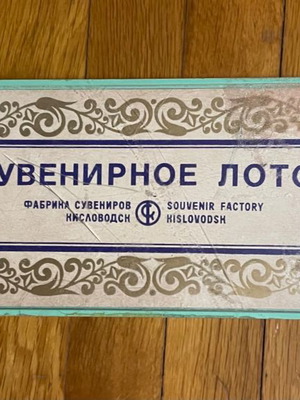 УВЕНИРНОЕ ЛОТО
ФАБРИКА СУВЕНИРОВ SOUVENIR FACTORY
КИСЛОВОДСК KISLOVODSK